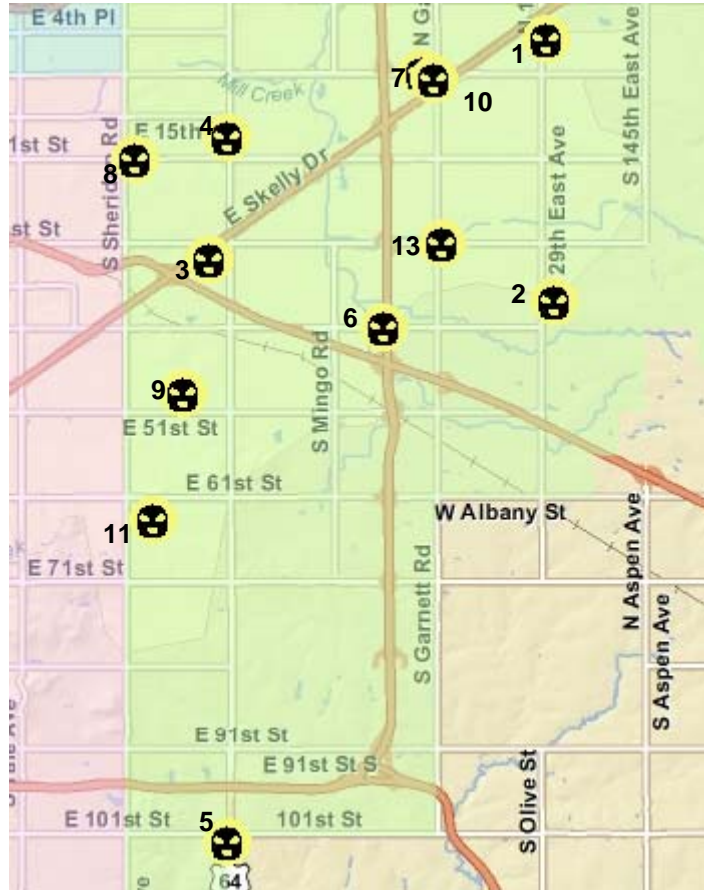 E 4th Pl
N Ga
N 1
1
7
10
Mill Creek
S 145th East Ave
E 15th
4
1st St
8
S Sheridan Rd
E Skelly Dr
st St
13
29th East Ave
3
2
6
S Mingo Rd
9
E 51st St
E 61st St
11
W Albany St
E 71st St
S Garnett Rd
N Aspen Ave
S Aspen Ave
E 91st St
E 91st St S
S Olive St
E 101st St
5
101st St
64